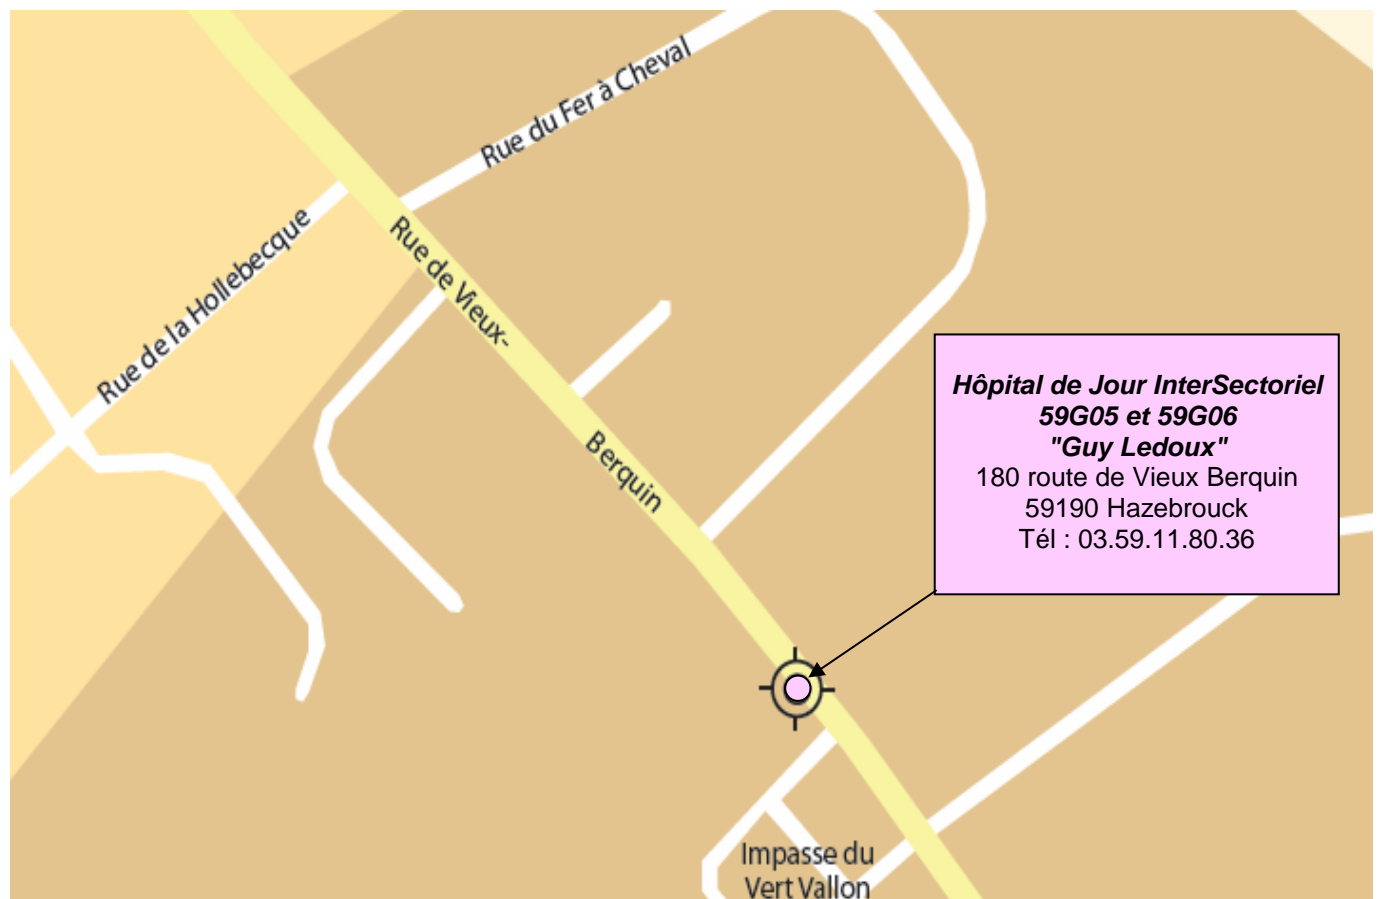 Rue du Fer à Cheval
Rue de la Hollebecque
Rue de Vieux-
Berquin
Hôpital de Jour InterSectoriel
59G05 et 59G06
"Guy Ledoux"
180 route de Vieux Berquin
59190 Hazebrouck
Tél : 03.59.11.80.36
Impasse du
Vert Vallon